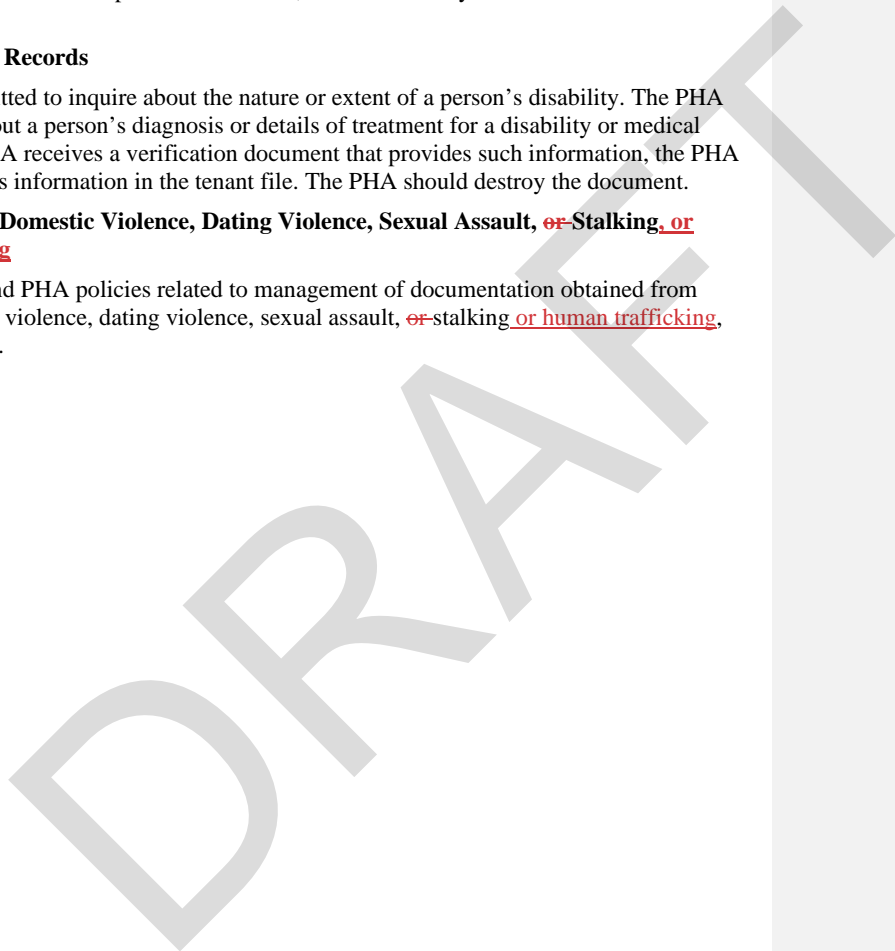 Records
tted to inquire about the nature or extent of a person’s disability. The PHA
out a person’s diagnosis or details of treatment for a disability or medical
A receives a verification document that provides such information, the PHA
s information in the tenant file. The PHA should destroy the document.
Domestic Violence, Dating Violence, Sexual Assault, or Stalking, or
g
nd PHA policies related to management of documentation obtained from
violence, dating violence, sexual assault, or stalking or human trafficking,
.
DRAFT